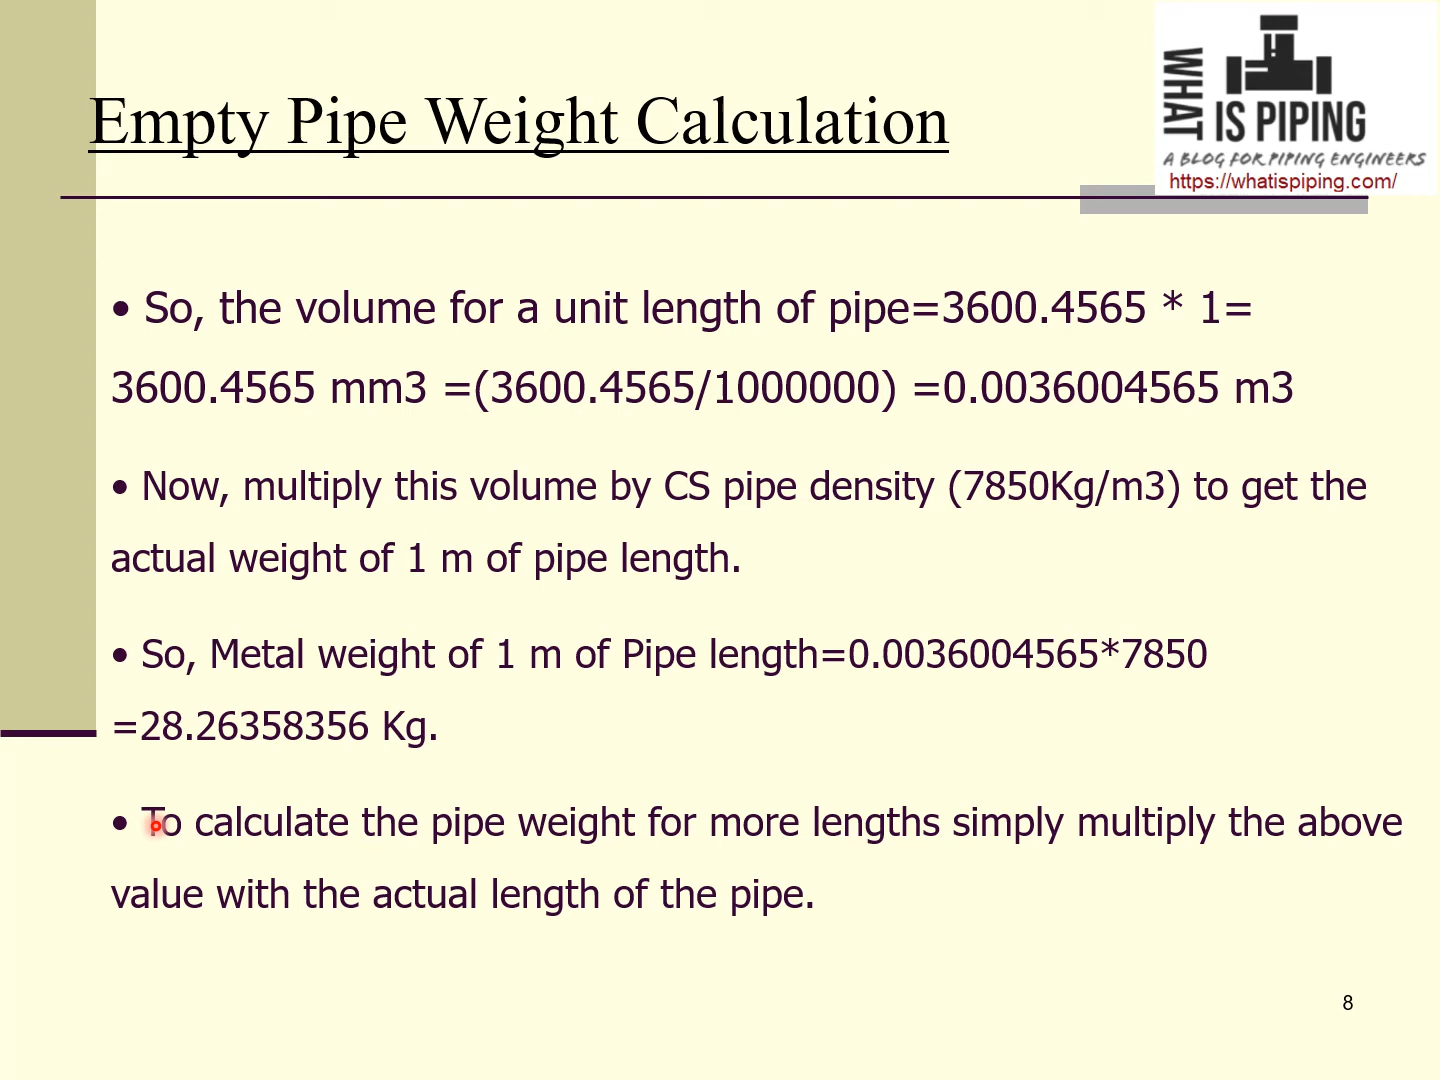 WHAT
IS PIPING
A BLOG FOR PIPING ENGINEERS
https://whatispiping.com/
Empty Pipe Weight Calculation
• So, the volume for a unit length of pipe=3600.4565 * 1=
3600.4565 mm3 =(3600.4565/1000000) =0.0036004565 m3
• Now, multiply this volume by CS pipe density (7850Kg/m3) to get the
actual weight of 1 m of pipe length.
• So, Metal weight of 1 m of Pipe length=0.0036004565*7850
=28.26358356 Kg.
• To calculate the pipe weight for more lengths simply multiply the above
value with the actual length of the pipe.
8